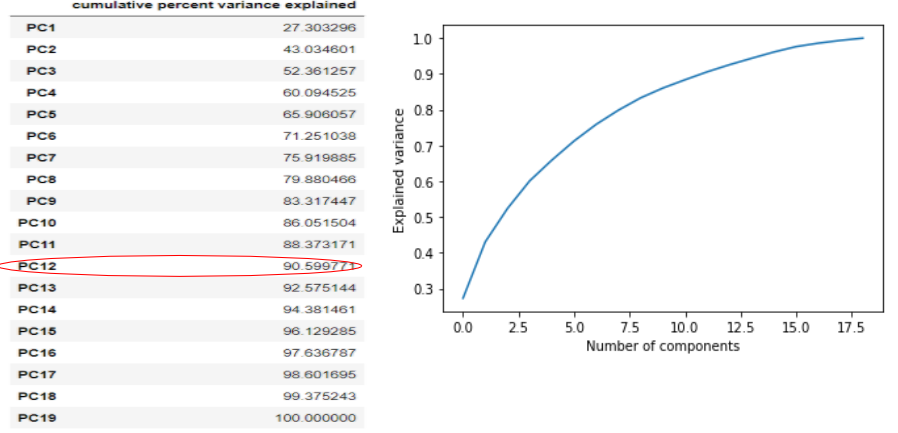 cumulative percent variance explained
PC1 27.303296
PC2 43.034601
PC3 52.361257
PC4 60.094525
PC5 65.906057
PC6 71.251038
PC7 75.919885
PC8 79.880466
PC9 83.317447
PC10 86.051504
PC11 88.373171
PC12 90.599771
PC13 92.575144
PC14 94.381461
PC15 96.129285
PC16 97.636787
PC17 98.601695
PC18 99.375243
PC19 100.000000
Explained variance
1.0
0.9
0.8
0.7
0.6
0.5
0.4
0.3
0.0 2.5 5.0 7.5 10.0 12.5 15.0 17.5
Number of components